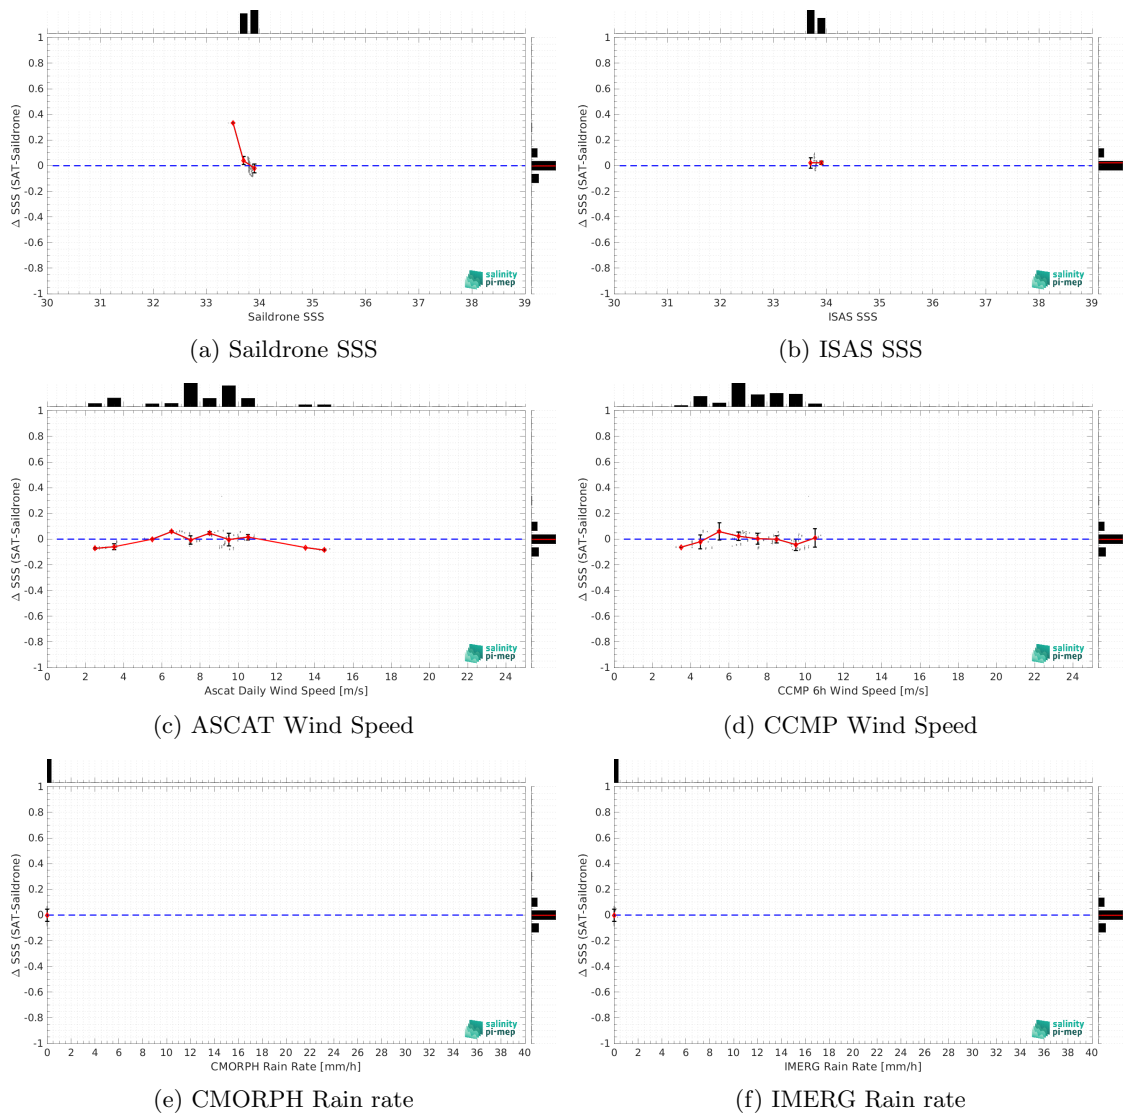 1
0.8
0.6
0.4
0.2
0
-0.2
-0.4
-0.6
-0.8
-1
Δ SSS (SAT-Saildrone)
30 31 32 33 34 35 36 37 38 39
Saildrone SSS
salinity
pi-mep
(a) Saildrone SSS
1
0.8
0.6
0.4
0.2
0
-0.2
-0.4
-0.6
-0.8
-1
Δ SSS (SAT-Saildrone)
30 31 32 33 34 35 36 37 38 39
ISAS SSS
salinity
pi-mep
(b) ISAS SSS
1
0.8
0.6
0.4
0.2
0
-0.2
-0.4
-0.6
-0.8
-1
Δ SSS (SAT-Saildrone)
0 2 4 6 8 10 12 14 16 18 20 22 24
Ascat Daily Wind Speed [m/s]
salinity
pi-mep
(c) ASCAT Wind Speed
1
0.8
0.6
0.4
0.2
0
-0.2
-0.4
-0.6
-0.8
-1
Δ SSS (SAT-Saildrone)
0 2 4 6 8 10 12 14 16 18 20 22 24
CCMP 6h Wind Speed [m/s]
salinity
pi-mep
(d) CCMP Wind Speed
1
0.8
0.6
0.4
0.2
0
-0.2
-0.4
-0.6
-0.8
-1
Δ SSS (SAT-Saildrone)
0 2 4 6 8 10 12 14 16 18 20 22 24 26 28 30 32 34 36 38 40
CMORPH Rain Rate [mm/h]
salinity
pi-mep
(e) CMORPH Rain rate
1
0.8
0.6
0.4
0.2
0
-0.2
-0.4
-0.6
-0.8
-1
Δ SSS (SAT-Saildrone)
0 2 4 6 8 10 12 14 16 18 20 22 24 26 28 30 32 34 36 38 40
IMERG Rain Rate [mm/h]
salinity
pi-mep
(f) IMERG Rain rate